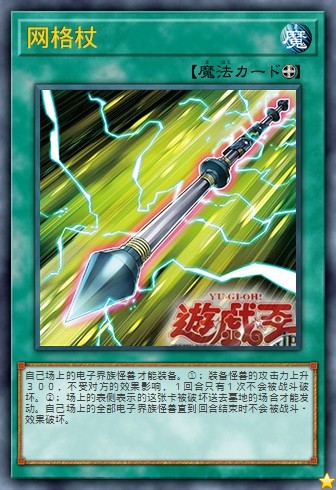 网格杖
魔
【魔法カード】
YU-GI-OH!
遊戯王
自己场上的电子界族怪兽才能装备。①：装备怪兽的攻击力上升
３００，不受对方的效果影响，１回合只有１次不会被战斗破
坏。②：场上的表侧表示的这张卡被破坏送去墓地的场合才能发
动。自己场上的全部电子界族怪兽直到回合结束时不会被战斗・
效果破坏。